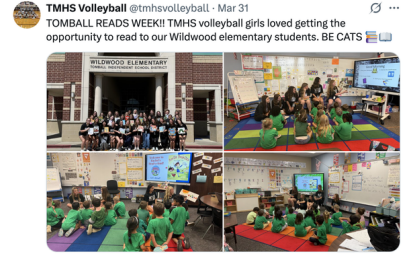 TMHS Volleyball @tmhsvolleyball · Mar 31
TOMBALL READS WEEK!! TMHS volleyball girls loved getting the
opportunity to read to our Wildwood elementary students. BE CATS 📚📖
WILDWOOD ELEMENTARY
TOMBALL INDEPENDENT SCHOOL DISTRICT